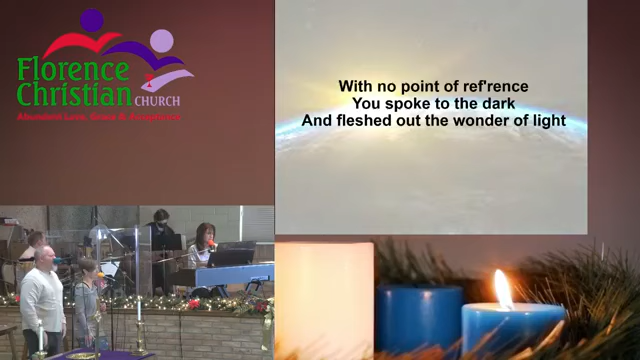 Florence
Christian
CHURCH
Abundant Love, Grace & Acceptance
With no point of ref'rence
You spoke to the dark
And fleshed out the wonder of light